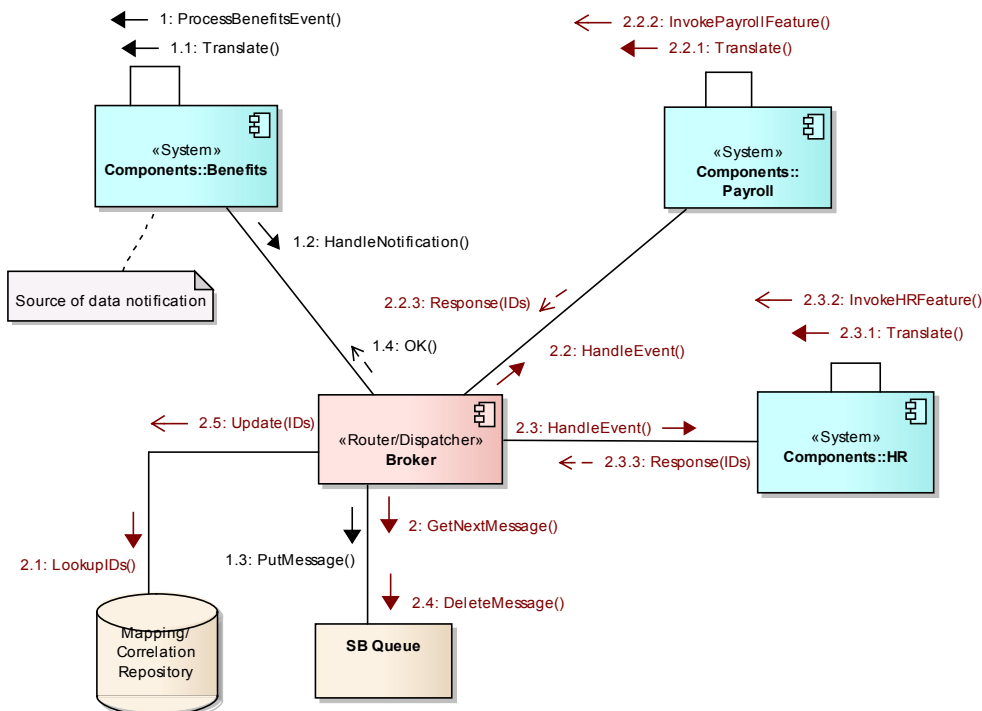 1: ProcessBenefitsEvent()
1.1: Translate()
2.2.2: InvokePayrollFeature()
2.2.1: Translate()
«System»
Components::Benefits
«System»
Components::
Payroll
1.2: HandleNotification()
Source of data notification
2.2.3: Response(IDs)
2.3.2: InvokeHRFeature()
2.3.1: Translate()
1.4: OK()
2.2: HandleEvent()
2.5: Update(IDs)
«Router/Dispatcher»
Broker
2.3: HandleEvent()
2.3.3: Response(IDs)
«System»
Components::HR
2: GetNextMessage()
1.3: PutMessage()
2.1: LookupIDs()
2.4: DeleteMessage()
Mapping/
Correlation
Repository
SB Queue